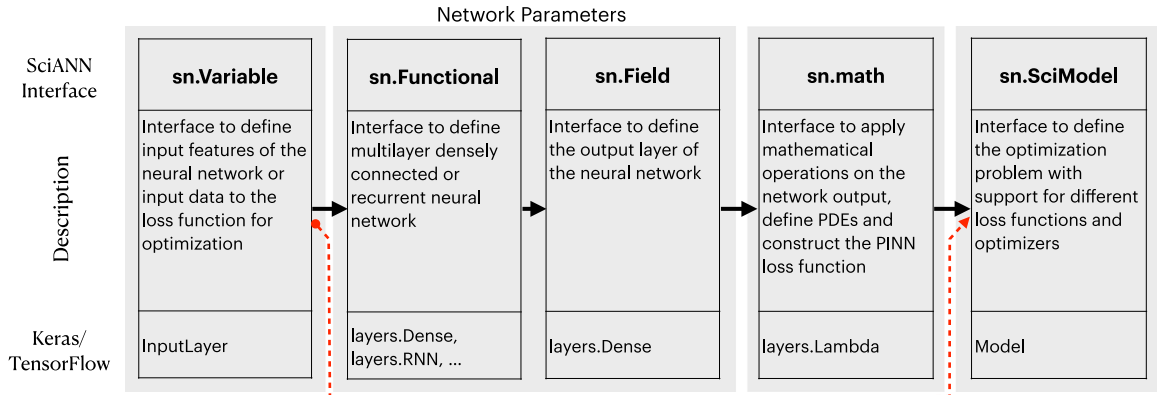 Network Parameters
SciANN
Interface
sn.Variable
sn.Functional
sn.Field
sn.math
sn.SciModel
Description
Interface to define
input features of the
neural network or
input data to the
loss function for
optimization
Interface to define
multilayer densely
connected or
recurrent neural
network
Interface to define
the output layer of
the neural network
Interface to apply
mathematical
operations on the
network output,
define PDEs and
construct the PINN
loss function
Interface to define
the optimization
problem with
support for different
loss functions and
optimizers
Keras/
TensorFlow
InputLayer
layers.Dense,
layers.RNN, ...
layers.Dense
layers.Lambda
Model